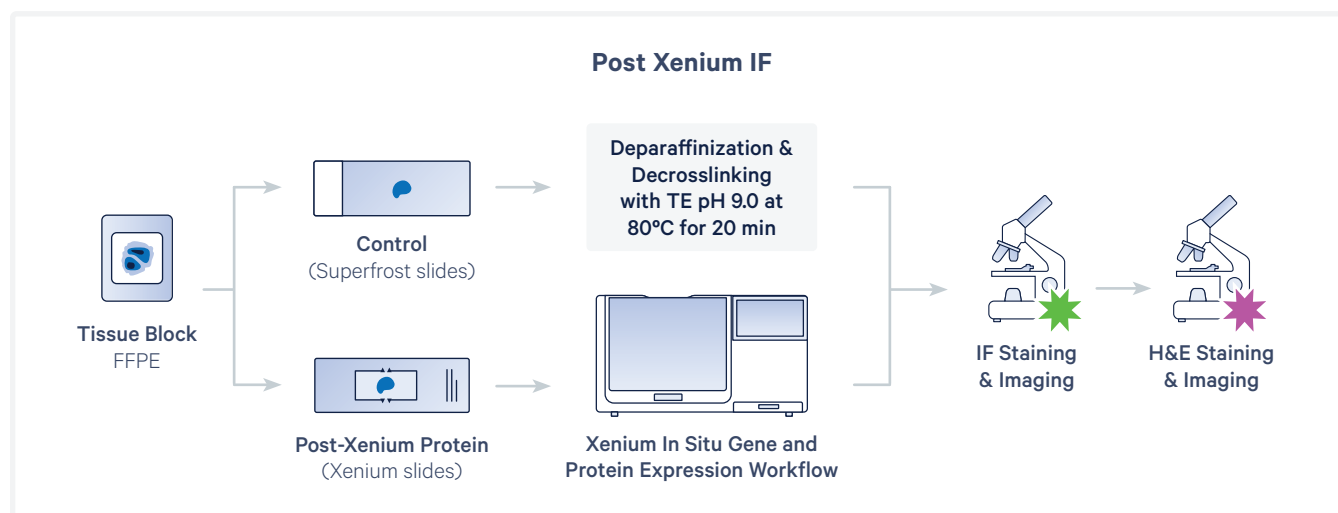 Post Xenium IF
Tissue Block
FFPE
Control
(Superfrost slides)
Deparaffinization &
Decrosslinking
with TE pH 9.0 at
80°C for 20 min
Post-Xenium Protein
(Xenium slides)
Xenium In Situ Gene and
Protein Expression Workflow
IF Staining
& Imaging
H&E Staining
& Imaging